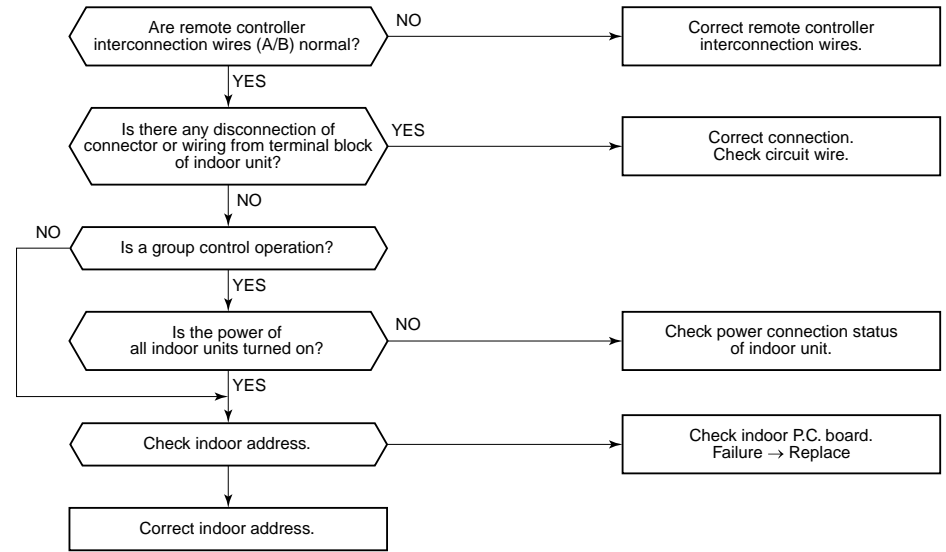 Are remote controller
interconnection wires (A/B) normal?
NO
Correct remote controller
interconnection wires.
YES
Is there any disconnection of
connector or wiring from terminal block
of indoor unit?
YES
Correct connection.
Check circuit wire.
NO
NO
Is a group control operation?
YES
Is the power of
all indoor units turned on?
NO
Check power connection status
of indoor unit.
YES
Check indoor address.
Check indoor P.C. board.
Failure → Replace
Correct indoor address.